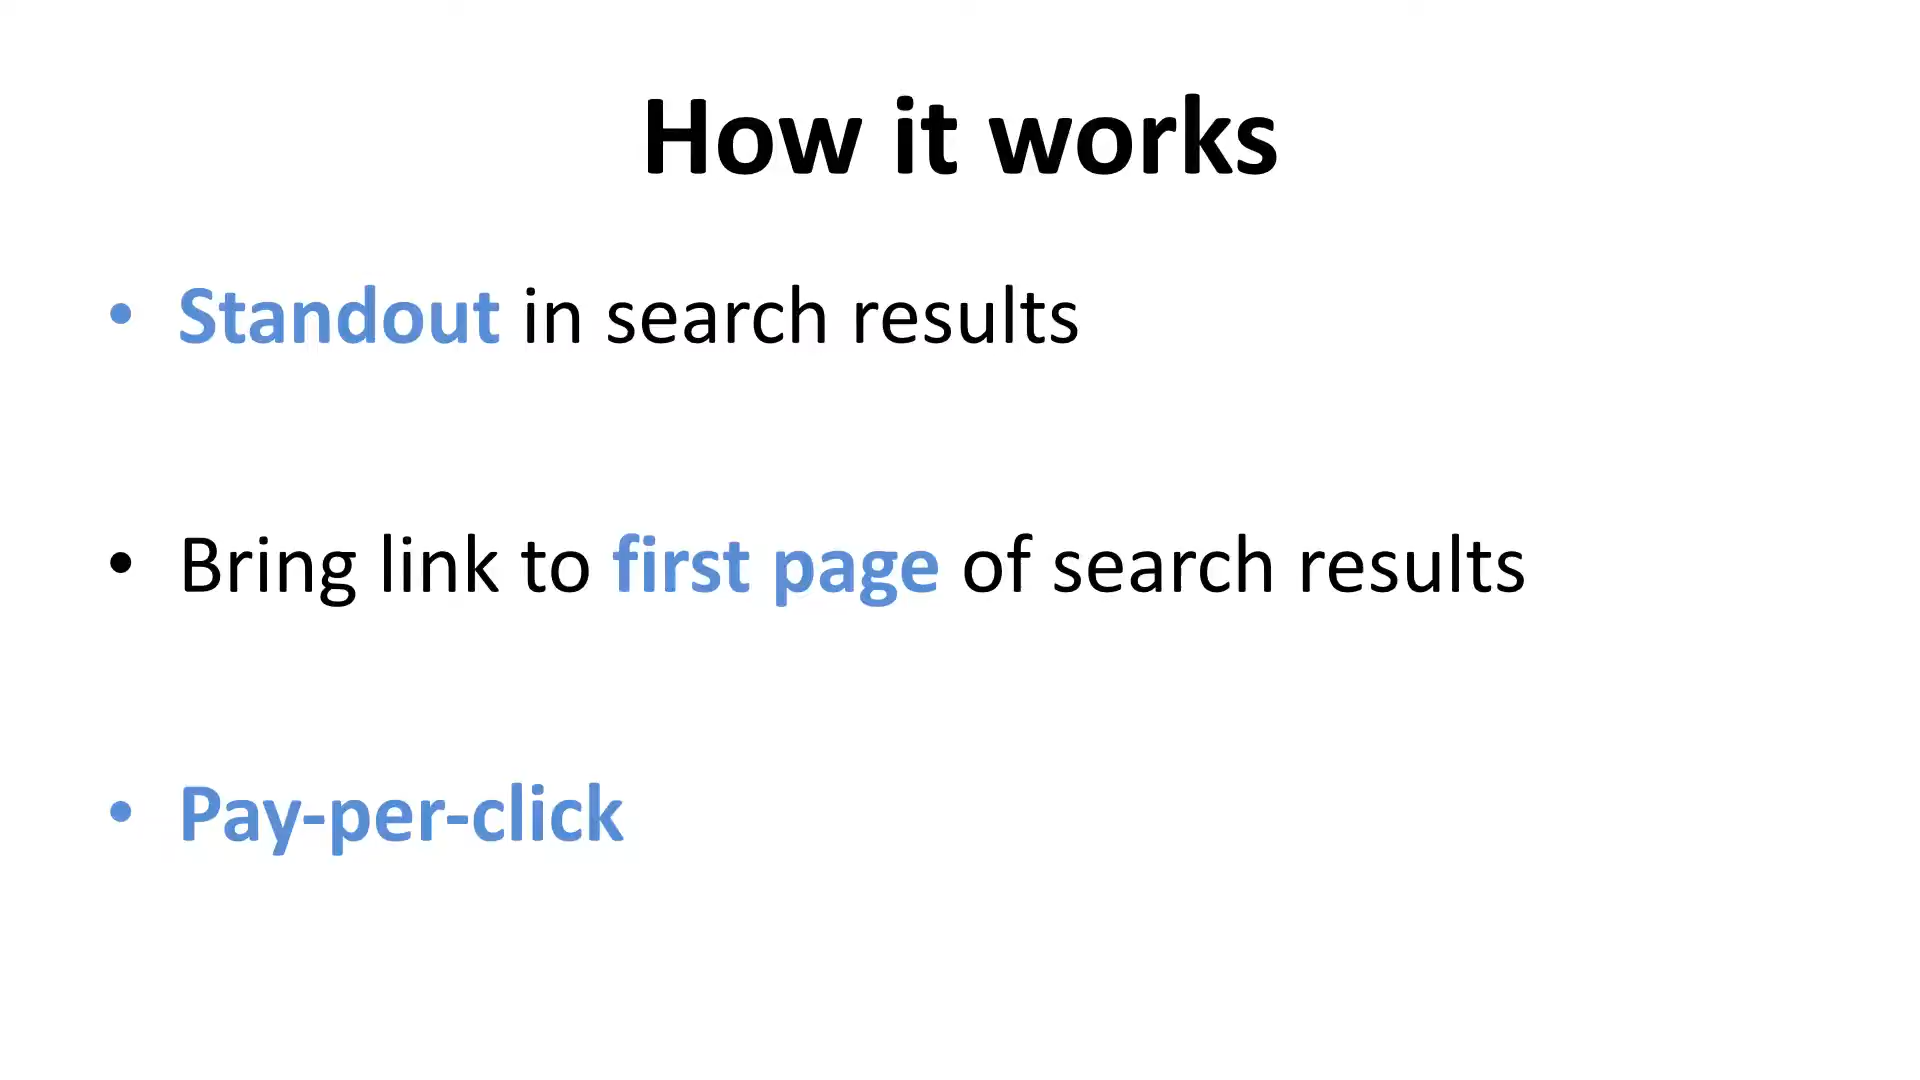 How it works
• Standout in search results
• Bring link to first page of search results
• Pay-per-click